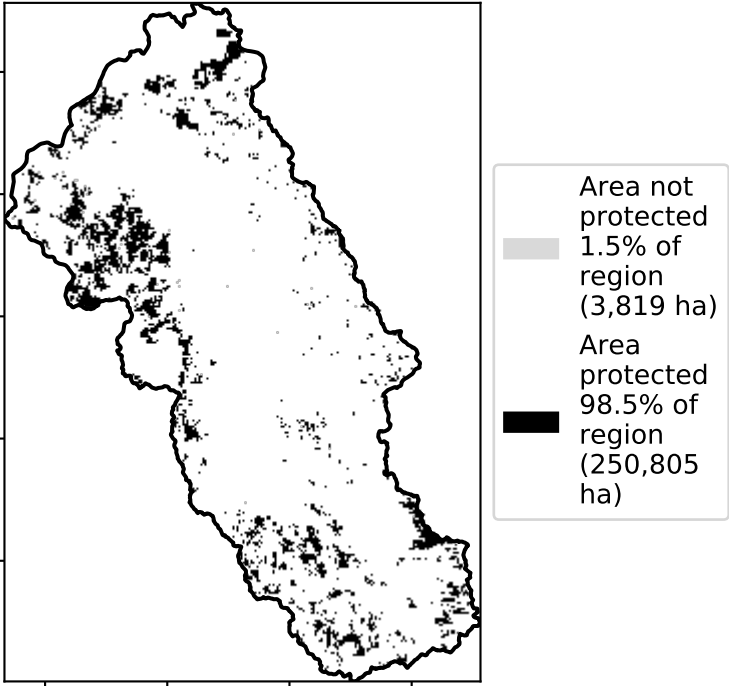 Area not
protected
1.5% of
region
(3,819 ha)
Area
protected
98.5% of
region
(250,805
ha)